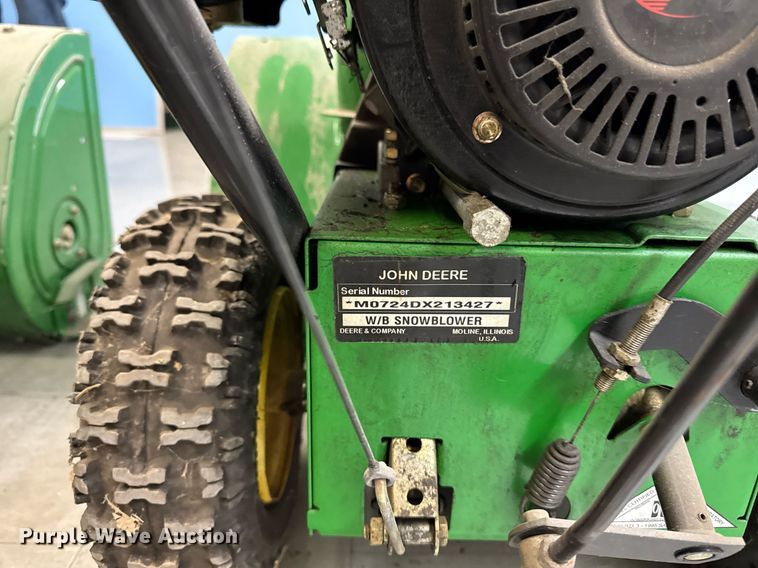 JOHN DEERE
Serial Number
*M0724DX213427*
W/B SNOWBLOWER
DEERE & COMPANY MOLINE, ILLINOIS
U.S.A.
Purple Wave Auction